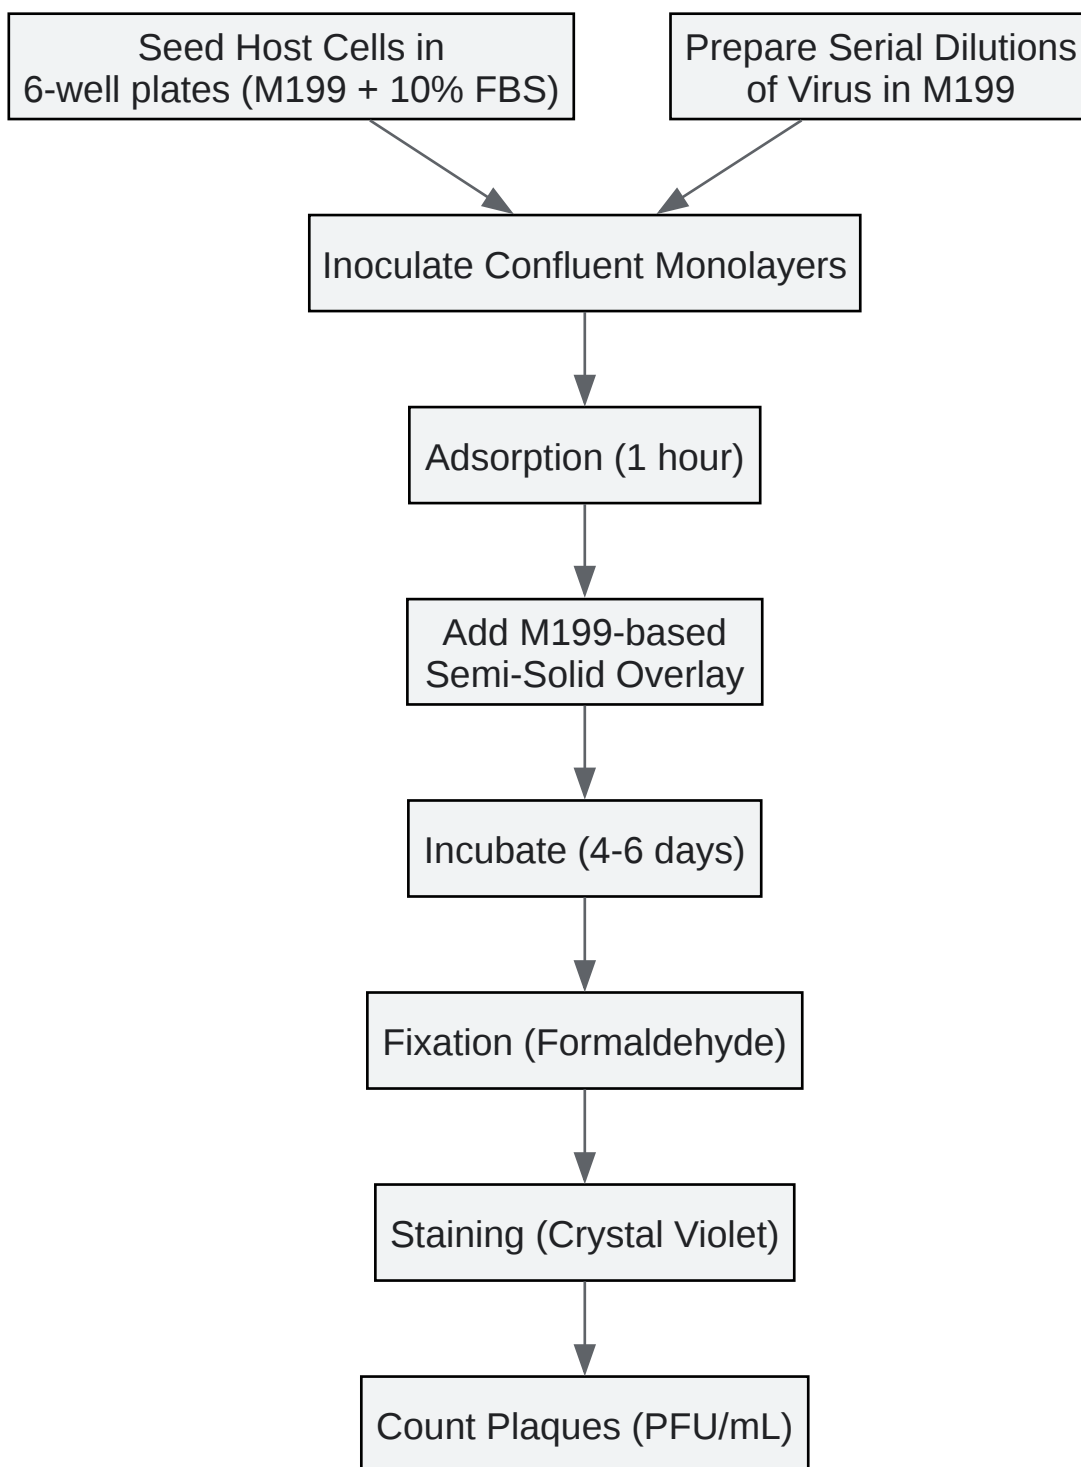 Seed Host Cells in
6-well plates (M199 + 10% FBS)
Prepare Serial Dilutions
of Virus in M199
Inoculate Confluent Monolayers
Adsorption (1 hour)
Add M199-based
Semi-Solid Overlay
Incubate (4-6 days)
Fixation (Formaldehyde)
Staining (Crystal Violet)
Count Plaques (PFU/mL)